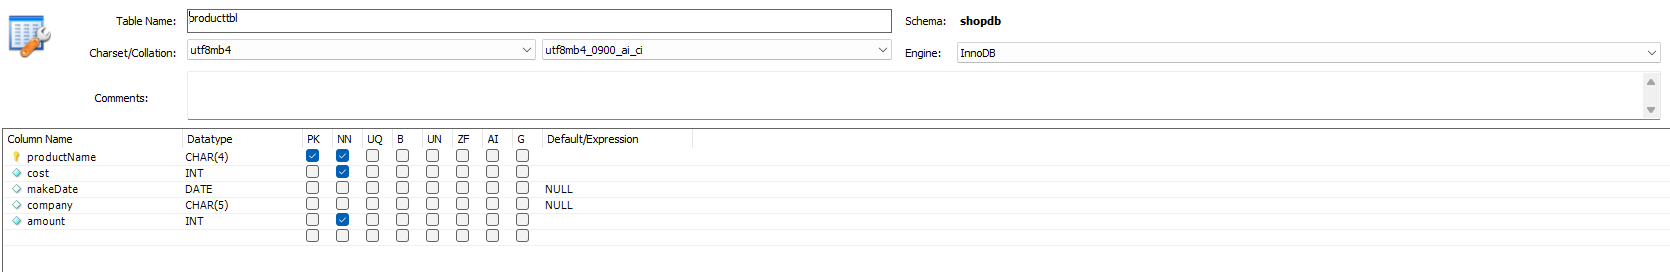 Table Name: producttbl Schema: shopdb
Charset/Collation: utf8mb4 utf8mb4_0900_ai_ci Engine: InnoDB
Comments:
Column Name Datatype PK NN UQ B UN ZF AI G Default/Expression
productName CHAR(4)
cost INT
makeDate DATE NULL
company CHAR(5) NULL
amount INT